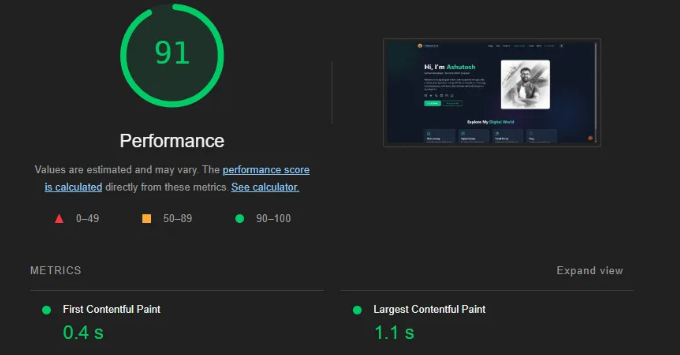 91
Performance
Values are estimated and may vary. The performance score
is calculated directly from these metrics. See calculator.
0–49
50–89
90–100
Hi, I'm Ashutosh
Explore My Digital World
METRICS
Expand view
First Contentful Paint
0.4 s
Largest Contentful Paint
1.1 s